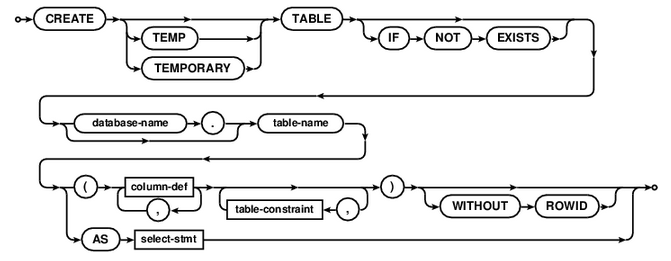 CREATE TEMP TEMPORARY TABLE IF NOT EXISTS
database-name . table-name
( column-def , table-constraint , ) WITHOUT ROWID
AS select-stmt